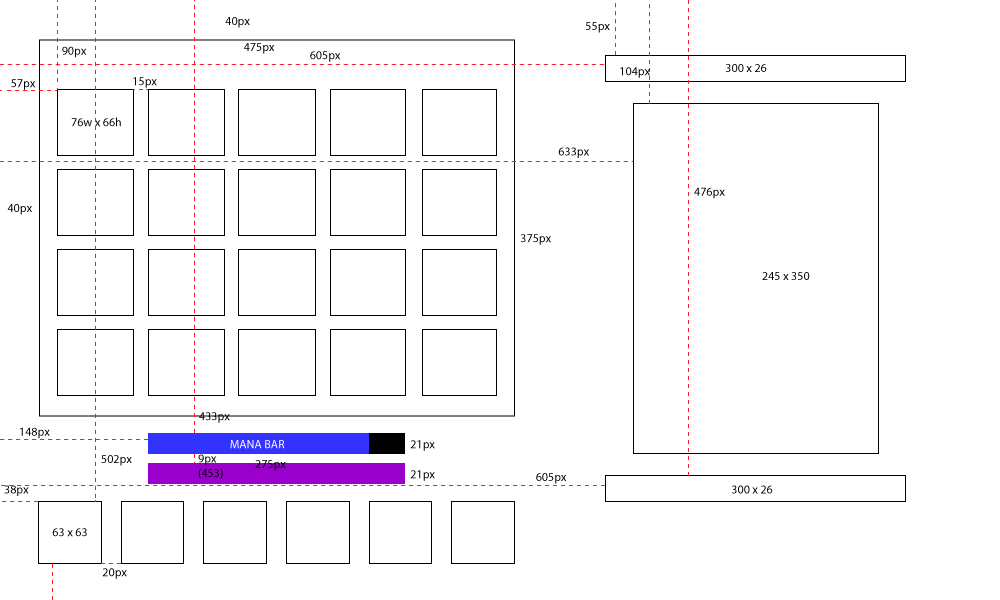 40px
55px
90px
475px
605px
300 x 26
104px
57px
15px
76w x 66h
633px
476px
40px
375px
245 x 350
433px
148px
MANA BAR
21px
502px
9px
275px
(453)
21px
605px
38px
300 x 26
63 x 63
20px